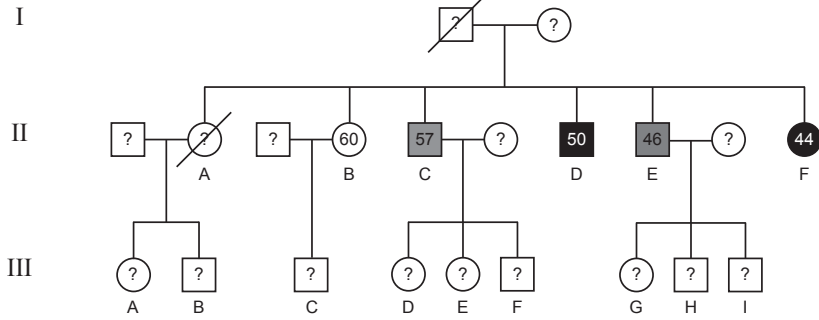 I ? ?
II ? ? ? 60 57 ? 50 46 ? 44
A B C D E F
III ? ? ? ? ? ? ? ? ?
A B C D E F G H I